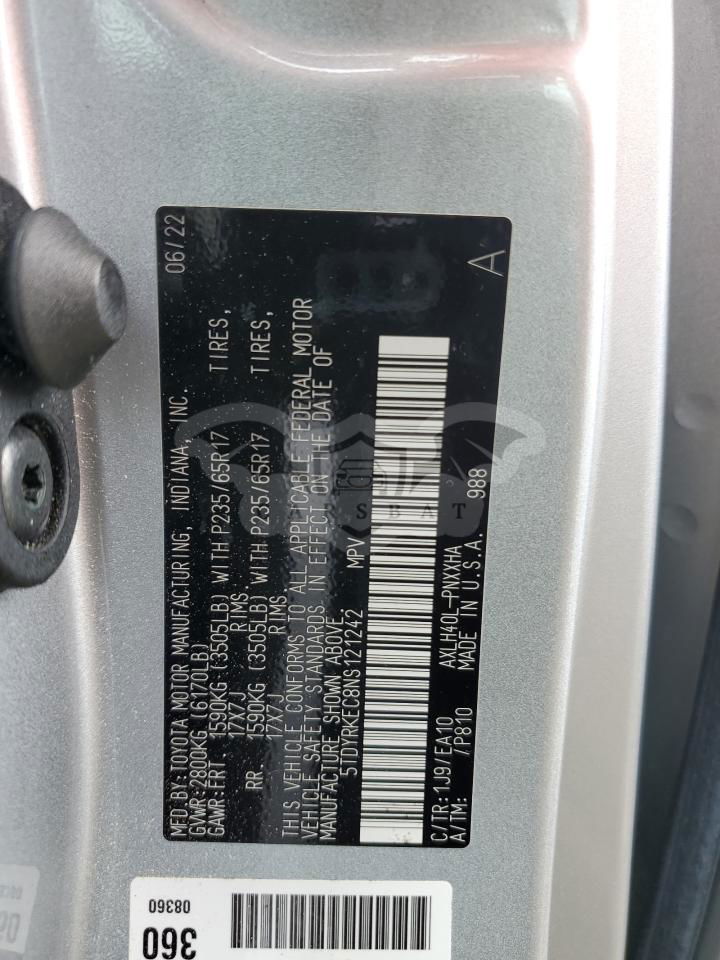 MFD BY: TOYOTA MOTOR MANUFACTURING, INDIANA, INC. 06/22
GVWR: 2800KG (6170LB)
GAWR: FRT. 1590KG (3505LB) WITH P235/65R17 TIRES,
17X7J RIMS.
RR. 1590KG (3505LB) WITH P235/65R17 TIRES,
17X7J RIMS.
THIS VEHICLE CONFORMS TO ALL APPLICABLE FEDERAL MOTOR
VEHICLE SAFETY STANDARDS IN EFFECT ON THE DATE OF
MANUFACTURE SHOWN ABOVE.
5TDYRKEC8NS121242 MPV
C/TR: 1J9/EA10 AXLH40L-PNXXHA 988
A/TM: /P810 MADE IN U.S.A. A
08360
360
CARSBAT